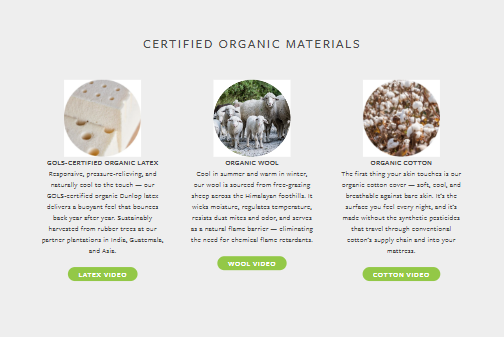 CERTIFIED ORGANIC MATERIALS
GOLS-CERTIFIED ORGANIC LATEX
Responsive, pressure-relieving, and
naturally cool to the touch — our
GOLS-certified organic Dunlop latex
delivers a buoyant feel that bounces
back year after year. Sustainably
harvested from rubber trees at our
partner plantations in India, Guatemala,
and Asia.
LATEX VIDEO
ORGANIC WOOL
Cool in summer and warm in winter,
our wool is sourced from free-grazing
sheep across the Himalayan foothills. It
wicks moisture, regulates temperature,
resists dust mites and odor, and serves
as a natural flame barrier — eliminating
the need for chemical flame retardants.
WOOL VIDEO
ORGANIC COTTON
The first thing your skin touches is our
organic cotton cover — soft, cool, and
breathable against bare skin. It's the
surface you feel every night, and it's
made without the synthetic pesticides
that travel through conventional
cotton's supply chain and into your
mattress.
COTTON VIDEO